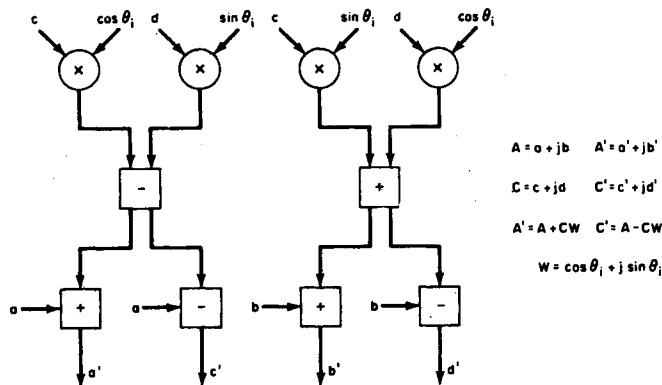 c cos θi d sin θi c sin θi d cos θi
× × × ×
A = a + jb A' = a' + jb'
- +
C = c + jd C' = c' + jd'
A' = A + CW C' = A - CW
W = cos θi + j sin θi
a + a - b + b -
a' c' b' d'